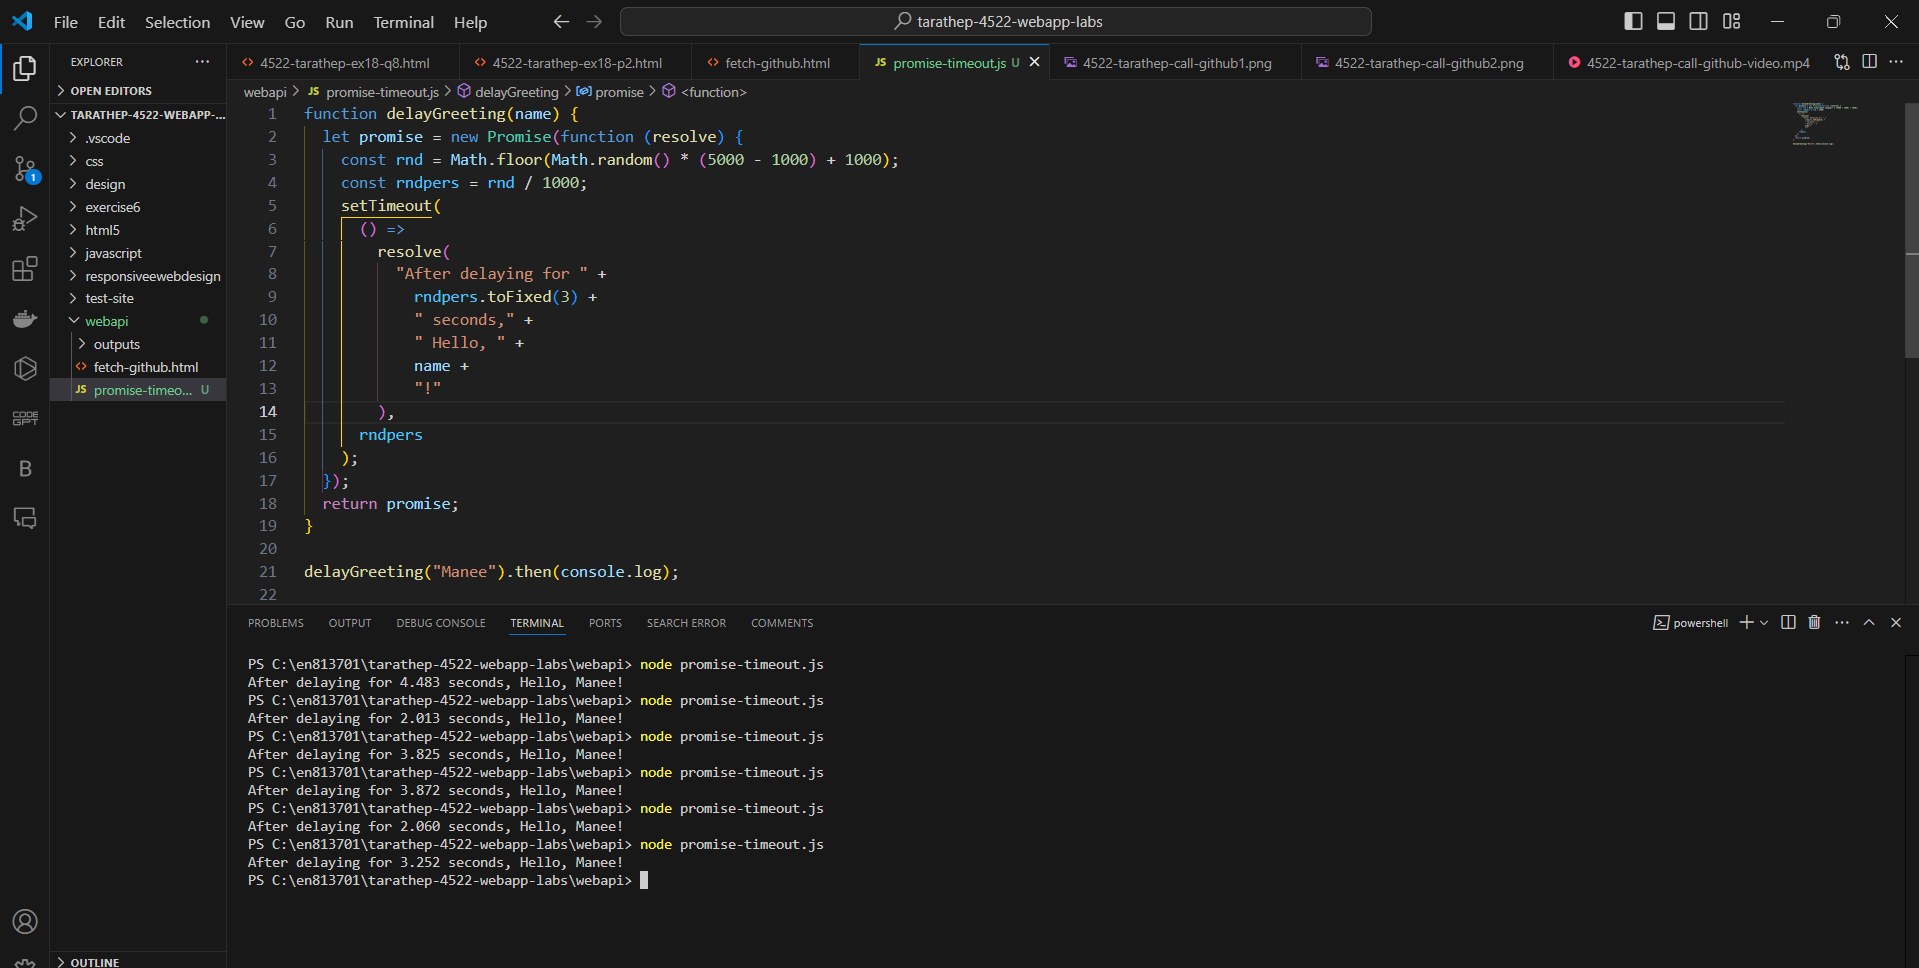 File Edit Selection View Go Run Terminal Help
tarathep-4522-webapp-labs
EXPLORER
OPEN EDITORS
TARATHEP-4522-WEBAPP-...
.vscode
css
design
exercise6
html5
javascript
responsiveewebdesign
test-site
webapi
outputs
fetch-github.html
JS promise-timeo... U
OUTLINE
1
CODE
GPT
B
4522-tarathep-ex18-q8.html 4522-tarathep-ex18-p2.html fetch-github.html JS promise-timeout.js U 4522-tarathep-call-github1.png 4522-tarathep-call-github2.png 4522-tarathep-call-github-video.mp4
webapi > JS promise-timeout.js > delayGreeting > promise > <function>
1 function delayGreeting(name) {
2 let promise = new Promise(function (resolve) {
3 const rnd = Math.floor(Math.random() * (5000 - 1000) + 1000);
4 const rndpers = rnd / 1000;
5 setTimeout(
6 () =>
7 resolve(
8 "After delaying for " +
9 rndpers.toFixed(3) +
10 " seconds," +
11 " Hello, " +
12 name +
13 "!"
14 ),
15 rndpers
16 );
17 });
18 return promise;
19 }
20
21 delayGreeting("Manee").then(console.log);
22
PROBLEMS OUTPUT DEBUG CONSOLE TERMINAL PORTS SEARCH ERROR COMMENTS
powershell
PS C:\en813701\tarathep-4522-webapp-labs\webapi> node promise-timeout.js
After delaying for 4.483 seconds, Hello, Manee!
PS C:\en813701\tarathep-4522-webapp-labs\webapi> node promise-timeout.js
After delaying for 2.013 seconds, Hello, Manee!
PS C:\en813701\tarathep-4522-webapp-labs\webapi> node promise-timeout.js
After delaying for 3.825 seconds, Hello, Manee!
PS C:\en813701\tarathep-4522-webapp-labs\webapi> node promise-timeout.js
After delaying for 3.872 seconds, Hello, Manee!
PS C:\en813701\tarathep-4522-webapp-labs\webapi> node promise-timeout.js
After delaying for 2.060 seconds, Hello, Manee!
PS C:\en813701\tarathep-4522-webapp-labs\webapi> node promise-timeout.js
After delaying for 3.252 seconds, Hello, Manee!
PS C:\en813701\tarathep-4522-webapp-labs\webapi>